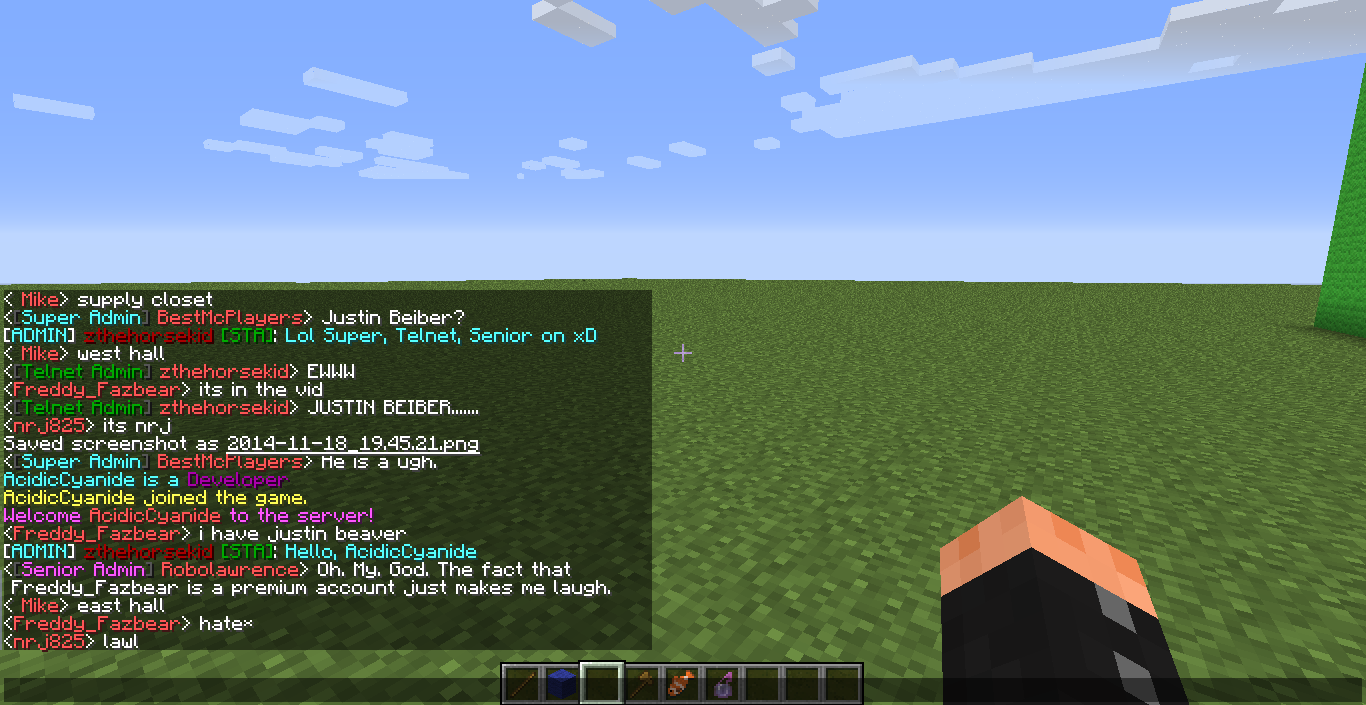 < Mike> supply closet
<[Super Admin] BestMcPlayers> Justin Beiber?
[ADMIN] zthehorsekid [STA]: Lol Super, Telnet, Senior on xD
< Mike> west hall
<[Telnet Admin] zthehorsekid> EWWW
<Freddy_Fazbear> its in the vid
<[Telnet Admin] zthehorsekid> JUSTIN BEIBER.......
<nrj825> its nrj
Saved screenshot as 2014-11-18_19.45.21.png
<[Super Admin] BestMcPlayers> He is a ugh.
AcidicCyanide is a Developer
AcidicCyanide joined the game.
Welcome AcidicCyanide to the server!
<Freddy_Fazbear> i have justin beaver
[ADMIN] zthehorsekid [STA]: Hello, AcidicCyanide
<[Senior Admin] Robolawrence> Oh. My. God. The fact that
Freddy_Fazbear is a premium account just makes me laugh.
< Mike> east hall
<Freddy_Fazbear> hate*
<nrj825> lawl